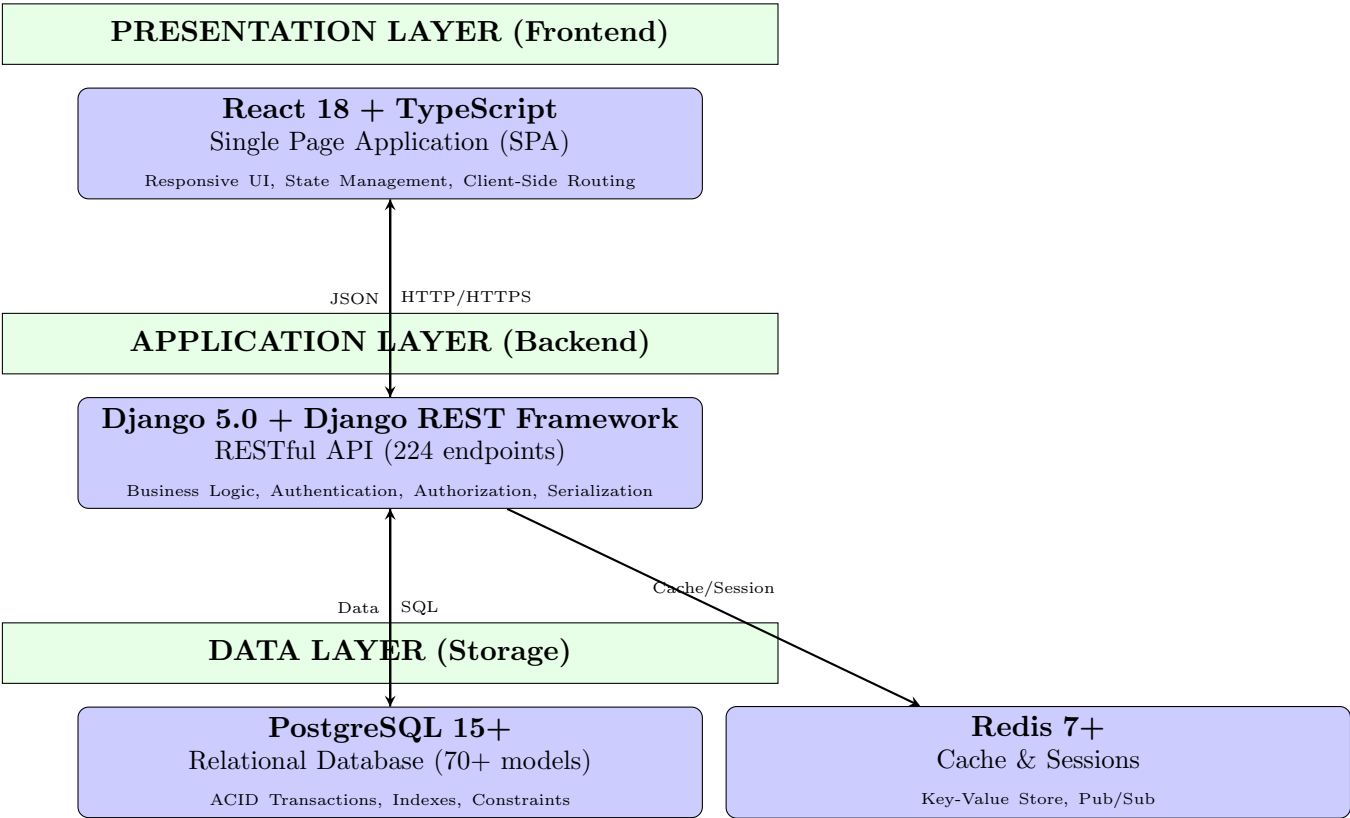 PRESENTATION LAYER (Frontend)
React 18 + TypeScript
Single Page Application (SPA)
Responsive UI, State Management, Client-Side Routing
JSON
HTTP/HTTPS
APPLICATION LAYER (Backend)
Django 5.0 + Django REST Framework
RESTful API (224 endpoints)
Business Logic, Authentication, Authorization, Serialization
Cache/Session
Data
SQL
DATA LAYER (Storage)
PostgreSQL 15+
Relational Database (70+ models)
ACID Transactions, Indexes, Constraints
Redis 7+
Cache & Sessions
Key-Value Store, Pub/Sub